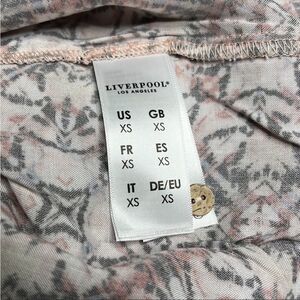 LIVERPOOL®
LOS ANGELES
US GB
XS XS
FR ES
XS XS
IT DE/EU
XS XS